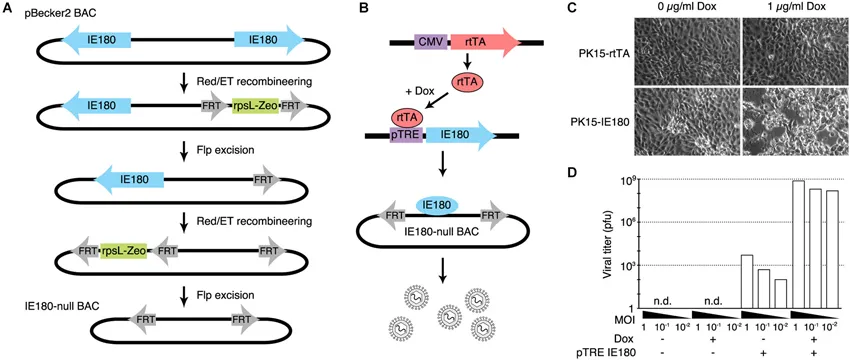 A
pBecker2 BAC
IE180 IE180
Red/ET recombineering
IE180 FRT rpsL-Zeo FRT
Flp excision
IE180 FRT
Red/ET recombineering
FRT rpsL-Zeo FRT FRT
Flp excision
IE180-null BAC
FRT FRT
B
CMV rtTA
rtTA
+ Dox
rtTA
pTRE IE180
IE180
FRT FRT
IE180-null BAC
C
0 µg/ml Dox 1 µg/ml Dox
PK15-rtTA
PK15-IE180
D
Viral titer (pfu)
10⁹
10⁶
10³
1
n.d. n.d.
MOI 1 10⁻¹ 10⁻² 1 10⁻¹ 10⁻² 1 10⁻¹ 10⁻² 1 10⁻¹ 10⁻²
Dox - + - +
pTRE IE180 - - + +